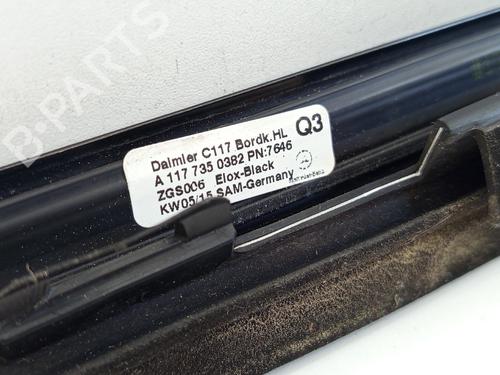 Daimler C117 Bordk.HL Q3
A 117 735 0382 PN:7646
ZGS006 Elox-Black
KW05/15 SAM-Germany
B-PARTS